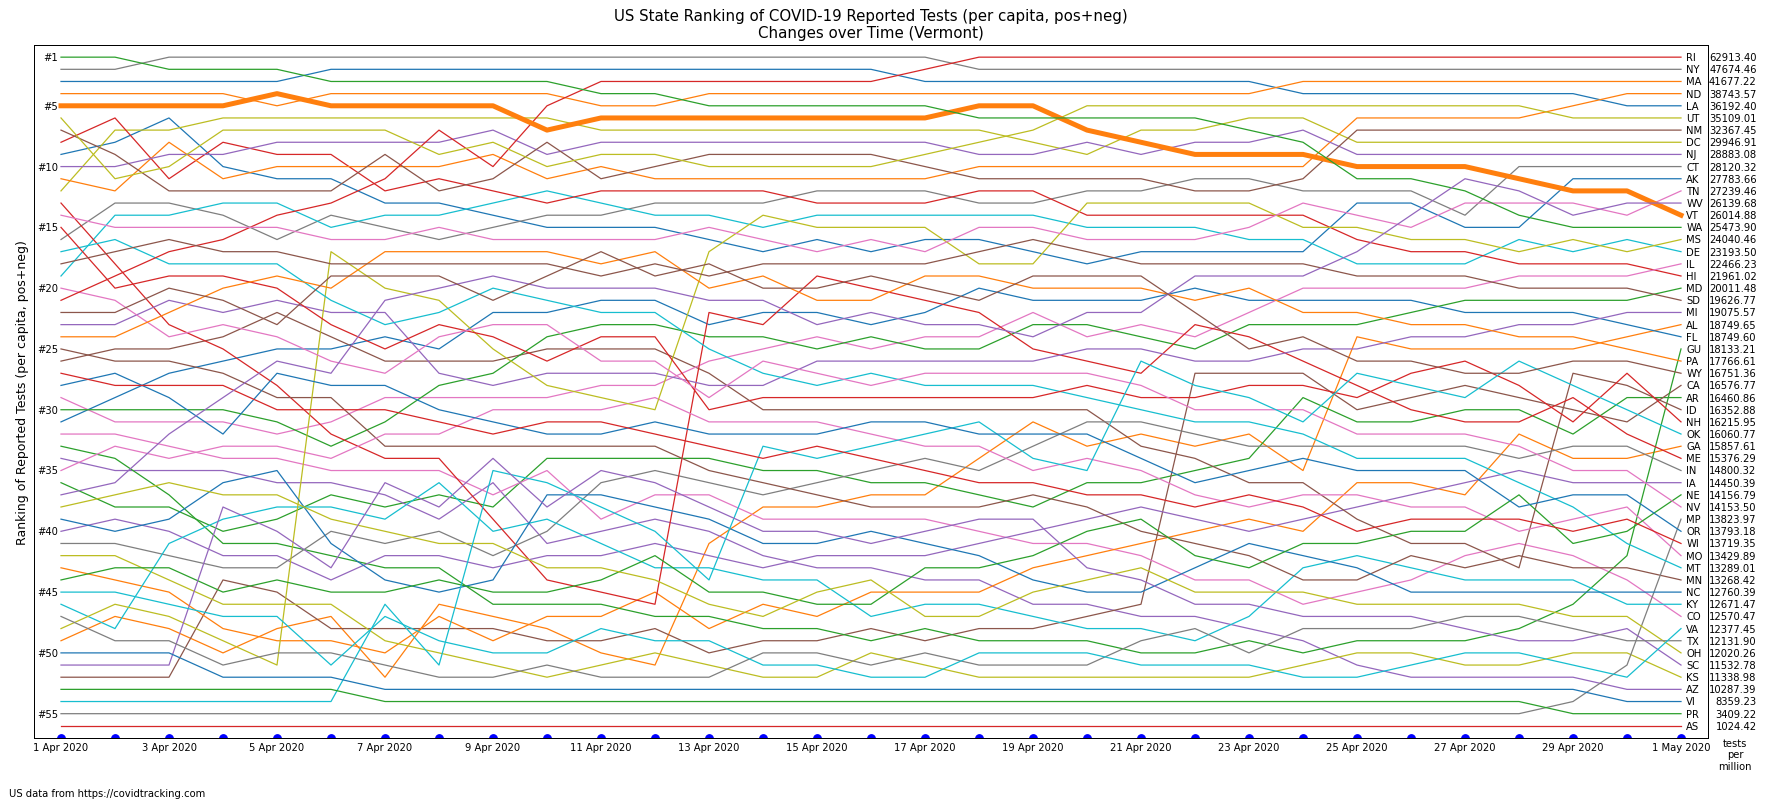 US State Ranking of COVID-19 Reported Tests (per capita, pos+neg)
Changes over Time (Vermont)
Ranking of Reported Tests (per capita, pos+neg)
#1
#5
#10
#15
#20
#25
#30
#35
#40
#45
#50
#55
RI 62913.40
NY 47674.46
MA 41677.22
ND 38743.57
LA 36192.40
UT 35109.01
NM 32367.45
DC 29946.91
NJ 28883.08
CT 28120.32
AK 27783.66
TN 27239.46
WV 26139.68
VT 26014.88
WA 25473.90
MS 24040.46
DE 23193.50
IL 22466.23
HI 21961.02
MD 20011.48
SD 19626.77
MI 19075.57
AL 18749.65
FL 18749.60
GU 18133.21
PA 17766.61
WY 16751.36
CA 16576.77
AR 16460.86
ID 16352.88
NH 16215.95
OK 16060.77
GA 15857.61
ME 15376.29
IN 14800.32
IA 14450.39
NE 14156.79
NV 14153.50
MP 13823.97
OR 13793.18
WI 13719.35
MO 13429.89
MT 13289.01
MN 13268.42
NC 12760.39
KY 12671.47
CO 12570.47
VA 12377.45
TX 12131.90
OH 12020.26
SC 11532.78
KS 11338.98
AZ 10287.39
VI 8359.23
PR 3409.22
AS 1024.42
1 Apr 2020 3 Apr 2020 5 Apr 2020 7 Apr 2020 9 Apr 2020 11 Apr 2020 13 Apr 2020 15 Apr 2020 17 Apr 2020 19 Apr 2020 21 Apr 2020 23 Apr 2020 25 Apr 2020 27 Apr 2020 29 Apr 2020 1 May 2020
tests
per
million
US data from https://covidtracking.com